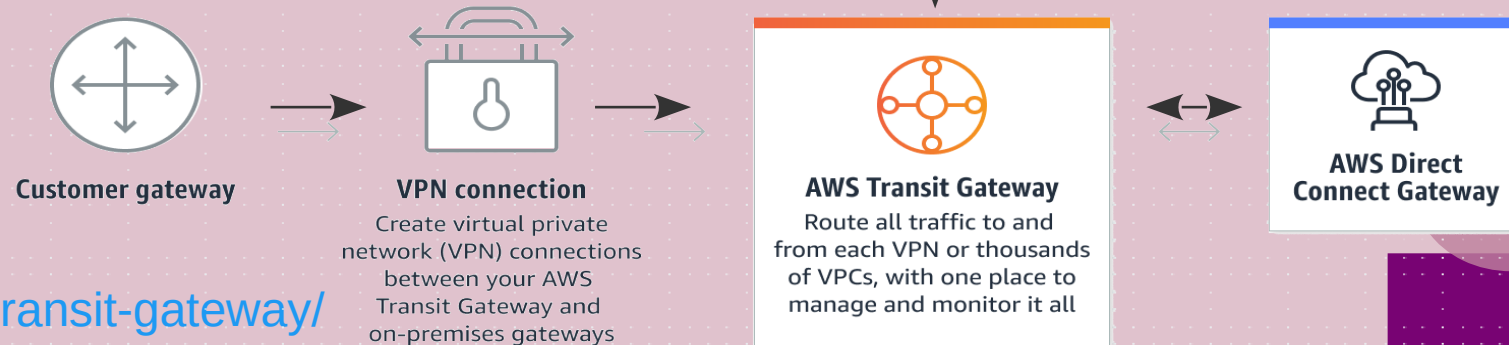 Customer gateway
VPN connection
Create virtual private
network (VPN) connections
between your AWS
Transit Gateway and
on-premises gateways
AWS Transit Gateway
Route all traffic to and
from each VPN or thousands
of VPCs, with one place to
manage and monitor it all
AWS Direct
Connect Gateway
ransit-gateway/